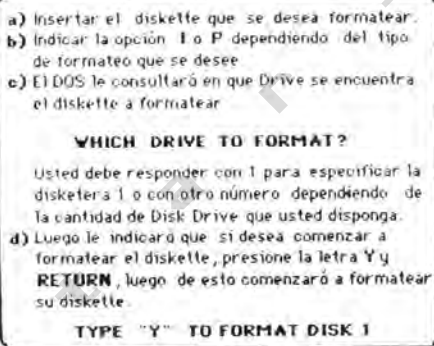 a) Insertar el diskette que se desea formatear.
b) Indicar la opción I o P dependiendo del tipo
de formateo que se desee
c) El DOS le consultará en que Drive se encuentra
el diskette a formatear
WHICH DRIVE TO FORMAT?
Usted debe responder con 1 para especificar la
disketera 1 o con otro número dependiendo de
la cantidad de Disk Drive que usted disponga.
d) Luego le indicará que si desea comenzar a
formatear el diskette, presione la letra Y y
RETURN, luego de esto comenzará a formatear
su diskette.
TYPE "Y" TO FORMAT DISK 1